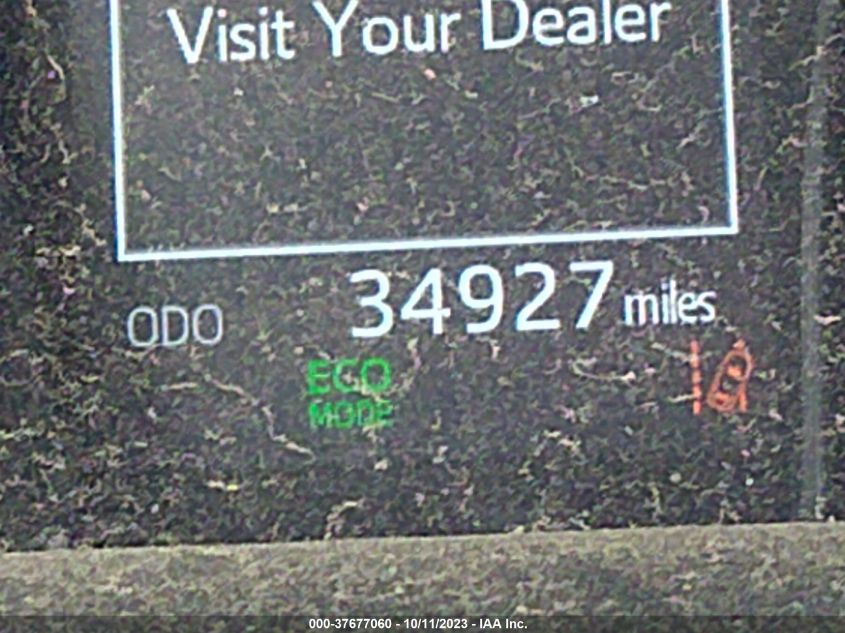 Visit Your Dealer
ODO 34927 miles
ECO
MODE
000-37677060 - 10/11/2023 - IAA Inc.